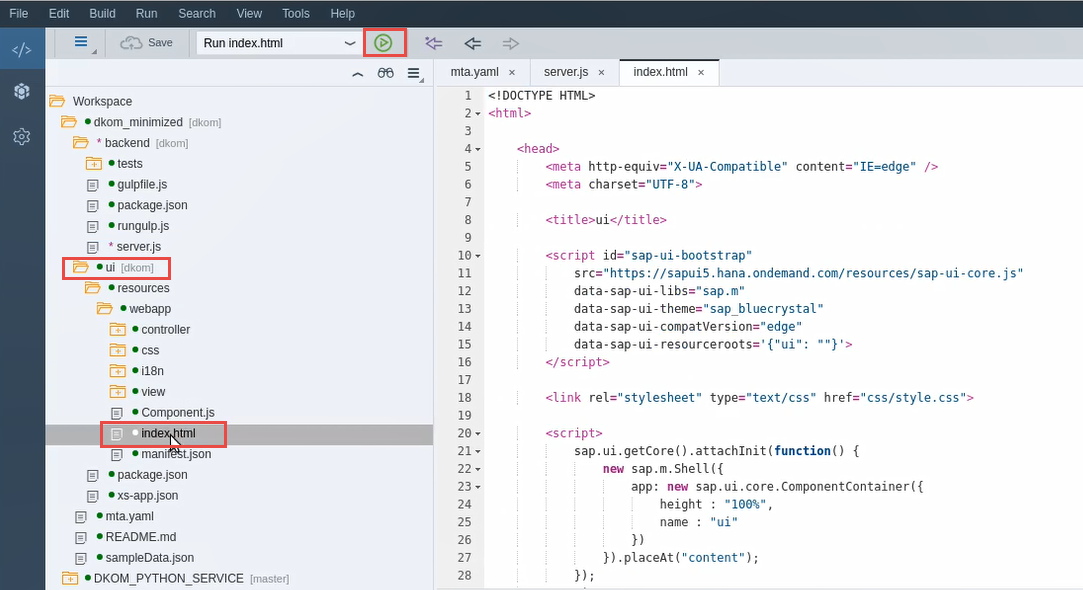 File Edit Build Run Search View Tools Help
</> Save Run index.html
mta.yaml × server.js × index.html ×
Workspace
dkom_minimized [dkom]
* backend [dkom]
tests
gulpfile.js
package.json
rungulp.js
* server.js
ui [dkom]
resources
webapp
controller
css
i18n
view
Component.js
index.html
manifest.json
package.json
xs-app.json
mta.yaml
README.md
sampleData.json
DKOM_PYTHON_SERVICE [master]
1 <!DOCTYPE HTML>
2 <html>
3
4 <head>
5 <meta http-equiv="X-UA-Compatible" content="IE=edge" />
6 <meta charset="UTF-8">
7
8 <title>ui</title>
9
10 <script id="sap-ui-bootstrap"
11 src="https://sapui5.hana.ondemand.com/resources/sap-ui-core.js"
12 data-sap-ui-libs="sap.m"
13 data-sap-ui-theme="sap_bluecrystal"
14 data-sap-ui-compatVersion="edge"
15 data-sap-ui-resourceroots='{"ui": ""}'>
16 </script>
17
18 <link rel="stylesheet" type="text/css" href="css/style.css">
19
20 <script>
21 sap.ui.getCore().attachInit(function() {
22 new sap.m.Shell({
23 app: new sap.ui.core.ComponentContainer({
24 height : "100%",
25 name : "ui"
26 })
27 }).placeAt("content");
28 });